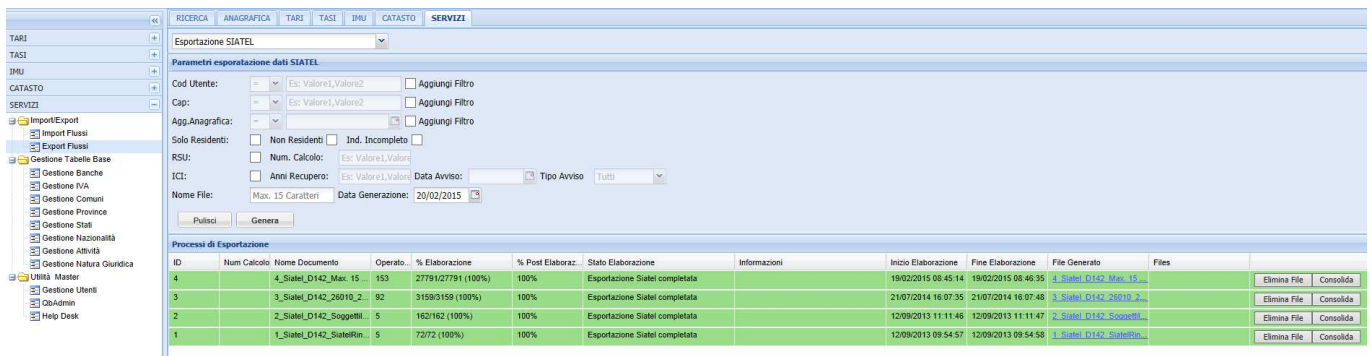 RICERCA ANAGRAFICA TARI TASI IMU CATASTO SERVIZI
TARI
TASI
IMU
CATASTO
SERVIZI
Import/Export
Import Flussi
Export Flussi
Gestione Tabelle Base
Gestione Banche
Gestione IVA
Gestione Comuni
Gestione Province
Gestione Stati
Gestione Nazionalità
Gestione Attività
Gestione Natura Giuridica
Utilità Master
Gestione Utenti
QbAdmin
Help Desk
Esportazione SIATEL
Parametri esporatazione dati SIATEL
Cod Utente: = Es: Valore1,Valore2 Aggiungi Filtro
Cap: = Es: Valore1,Valore2 Aggiungi Filtro
Agg.Anagrafica: = Aggiungi Filtro
Solo Residenti: Non Residenti Ind. Incompleto
RSU: Num. Calcolo: Es: Valore1,Valore
ICI: Anni Recupero: Es: Valore1,Valore Data Avviso: Tipo Avviso Tutti
Nome File: Max. 15 Caratteri Data Generazione: 20/02/2015
Pulisci Genera
Processi di Esportazione
ID Num Calcolo Nome Documento Operato... % Elaborazione % Post Elaboraz... Stato Elaborazione Informazioni Inizio Elaborazione Fine Elaborazione File Generato Files
4 4_Siatel_D142_Max. 15 ... 153 27791/27791 (100%) 100% Esportazione Siatel completata 19/02/2015 08:45:14 19/02/2015 08:46:35 4_Siatel_D142_Max. 15 ... Elimina File Consolida
3 3_Siatel_D142_26010_2... 92 3159/3159 (100%) 100% Esportazione Siatel completata 21/07/2014 16:07:35 21/07/2014 16:07:48 3_Siatel_D142_26010_2... Elimina File Consolida
2 2_Siatel_D142_Soggettil... 5 162/162 (100%) 100% Esportazione Siatel completata 12/09/2013 11:11:46 12/09/2013 11:11:47 2_Siatel_D142_Soggettil... Elimina File Consolida
1 1_Siatel_D142_SiatelRin... 5 72/72 (100%) 100% Esportazione Siatel completata 12/09/2013 09:54:57 12/09/2013 09:54:58 1_Siatel_D142_SiatelRin... Elimina File Consolida